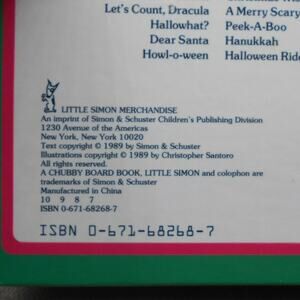 Let's Count, Dracula
A Merry Scary
Hallowhat?
Peek-A-Boo
Dear Santa
Hanukkah
Howl-o-ween
Halloween
LITTLE SIMON MERCHANDISE
An imprint of Simon & Schuster Children's Publishing Division
1230 Avenue of the Americas
New York, New York 10020
Text copyright © 1989 by Simon & Schuster
Illustrations copyright © 1989 by Christopher Santoro
All rights reserved
A CHUBBY BOARD BOOK, LITTLE SIMON and colophon are
trademarks of Simon & Schuster
Manufactured in China
10 9 8 7
ISBN 0-671-68268-7
ISBN 0-671-68268-7